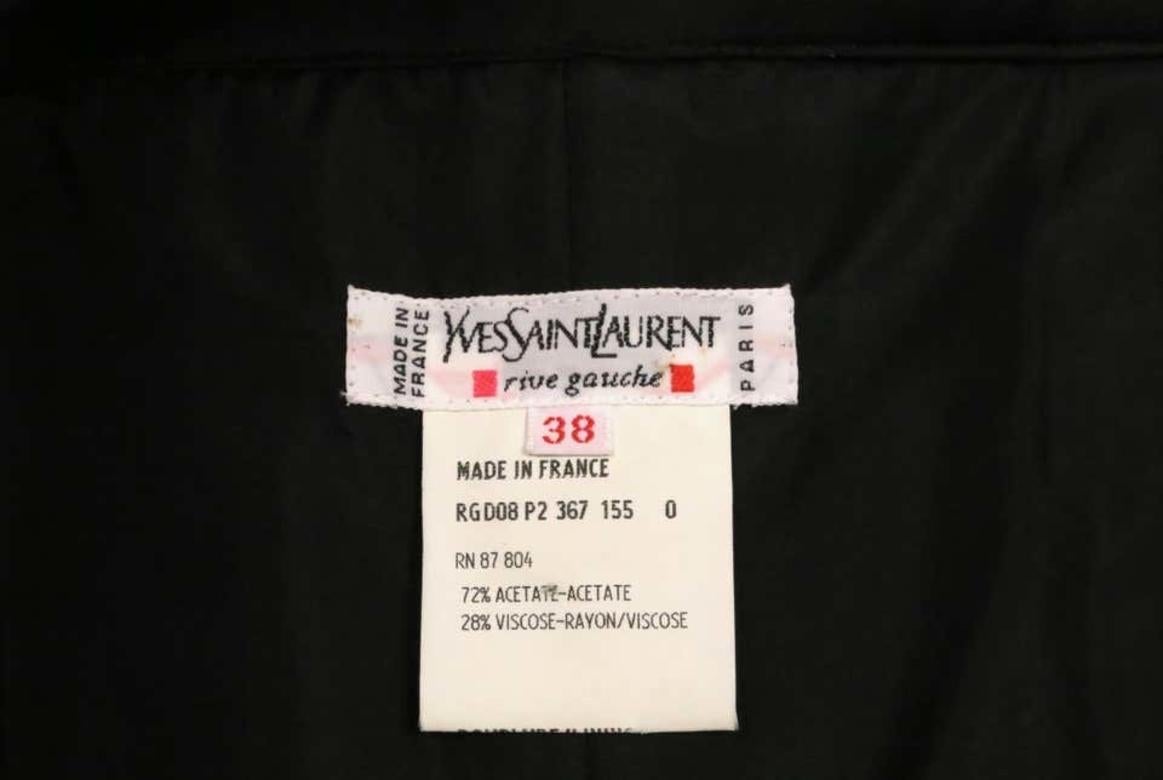 MADE IN
FRANCE
YVESSAINTLAURENT
rive gauche
PARIS
38
MADE IN FRANCE
RGD08 P2 367 155 0
RN 87 804
72% ACETATE-ACETATE
28% VISCOSE-RAYON/VISCOSE